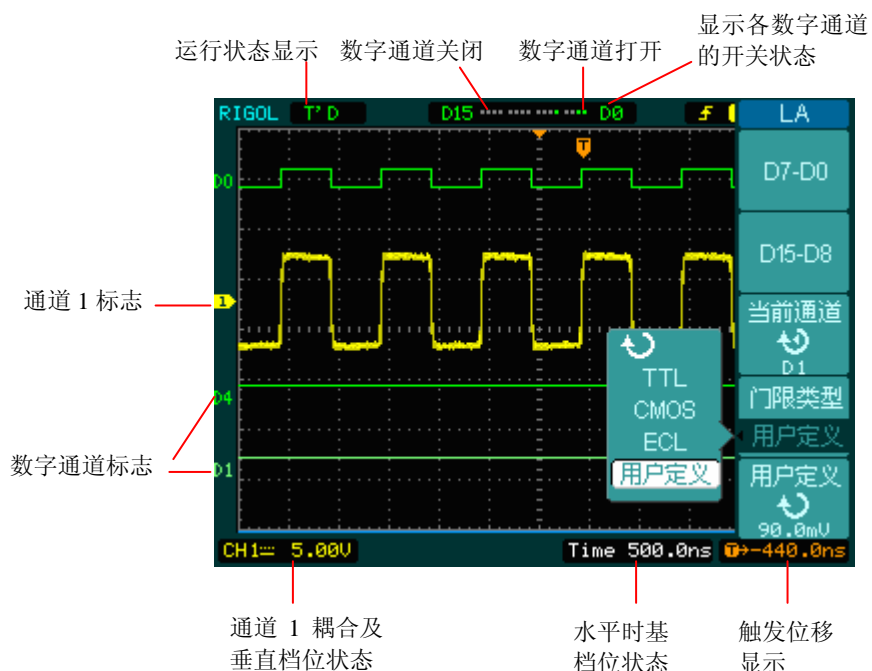 显示各数字通道
的开关状态
运行状态显示 数字通道关闭 数字通道打开
RIGOL T’D D15 D0 LA
T
D0
D7-D0
D15-D8
通道 1 标志
1
当前通道
D1
TTL
CMOS
ECL
用户定义
门限类型
用户定义
用户定义
90.0mV
D4
数字通道标志
D1
CH1 5.00V Time 500.0ns T→-440.0ns
通道 1 耦合及
垂直档位状态
水平时基
档位状态
触发位移
显示